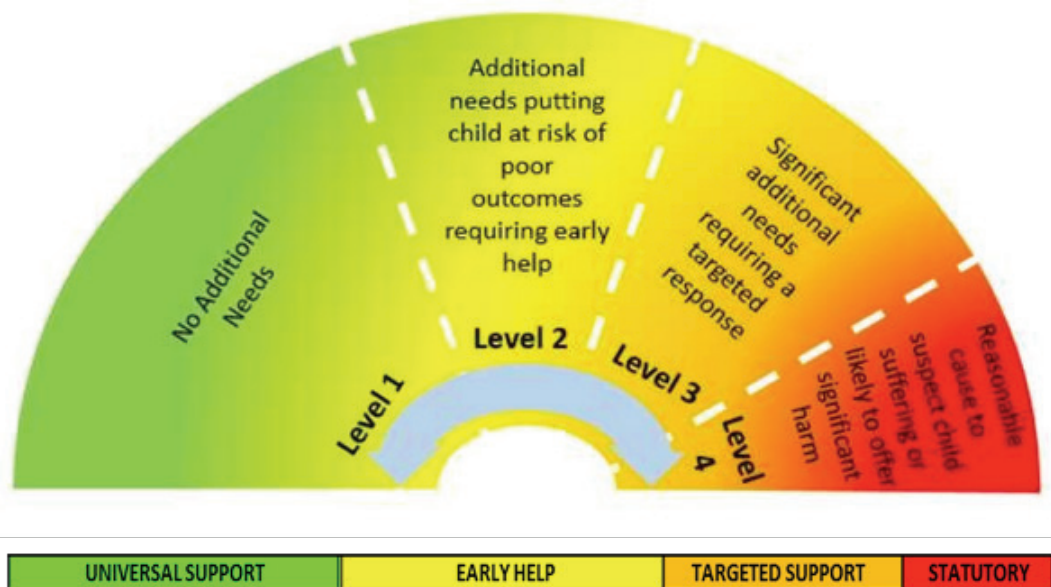 No Additional
Needs
Level 1
Additional
needs putting
child at risk of
poor
outcomes
requiring early
help
Level 2
Significant
additional
needs
requiring a
targeted
response
Level 3
Reasonable
cause to
suspect child
suffering or
likely to offer
significant
harm
Level
4
UNIVERSAL SUPPORT
EARLY HELP
TARGETED SUPPORT
STATUTORY